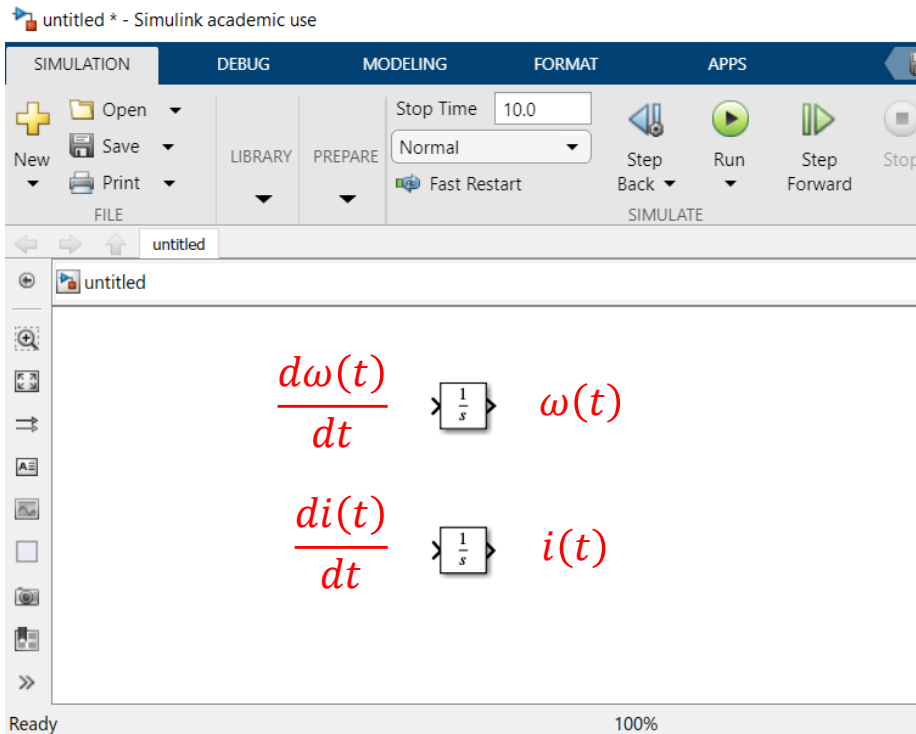 untitled * - Simulink academic use
SIMULATION DEBUG MODELING FORMAT APPS
New
Open
Save
Print
FILE
LIBRARY
PREPARE
Stop Time 10.0
Normal
Fast Restart
Step Back
Run
Step Forward
Stop
SIMULATE
untitled
untitled
dω(t)/dt 1/s ω(t)
di(t)/dt 1/s i(t)
Ready 100%